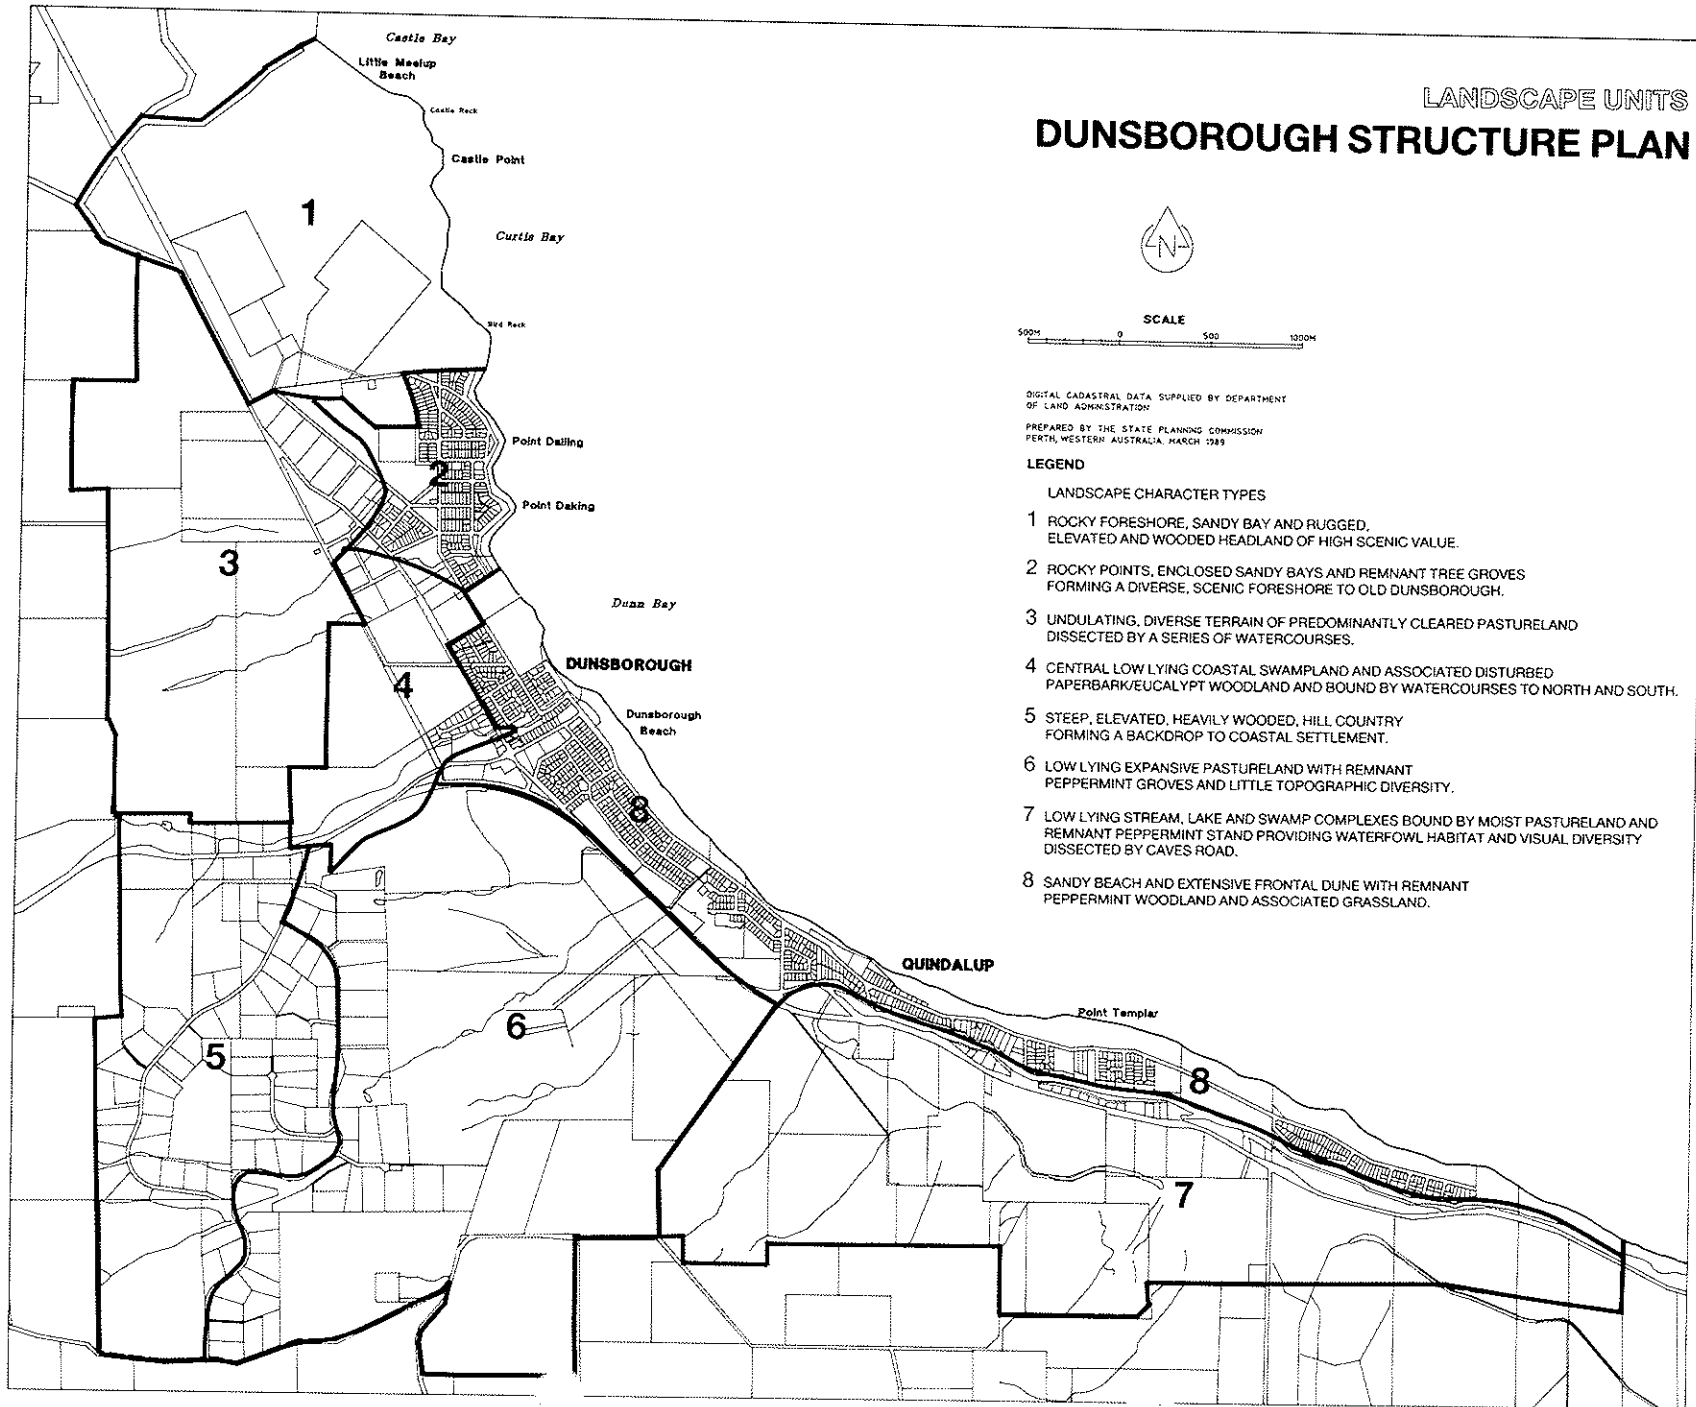 LANDSCAPE UNITS
DUNSBOROUGH STRUCTURE PLAN
N
SCALE
500M 0 500 1000M
DIGITAL CADASTRAL DATA SUPPLIED BY DEPARTMENT
OF LAND ADMINISTRATION
PREPARED BY THE STATE PLANNING COMMISSION
PERTH, WESTERN AUSTRALIA, MARCH 1989
LEGEND
LANDSCAPE CHARACTER TYPES
1 ROCKY FORESHORE, SANDY BAY AND RUGGED,
ELEVATED AND WOODED HEADLAND OF HIGH SCENIC VALUE.
2 ROCKY POINTS, ENCLOSED SANDY BAYS AND REMNANT TREE GROVES
FORMING A DIVERSE, SCENIC FORESHORE TO OLD DUNSBOROUGH.
3 UNDULATING, DIVERSE TERRAIN OF PREDOMINANTLY CLEARED PASTURELAND
DISSECTED BY A SERIES OF WATERCOURSES.
4 CENTRAL LOW LYING COASTAL SWAMPLAND AND ASSOCIATED DISTURBED
PAPERBARK/EUCALYPT WOODLAND AND BOUND BY WATERCOURSES TO NORTH AND SOUTH.
5 STEEP, ELEVATED, HEAVILY WOODED, HILL COUNTRY
FORMING A BACKDROP TO COASTAL SETTLEMENT.
6 LOW LYING EXPANSIVE PASTURELAND WITH REMNANT
PEPPERMINT GROVES AND LITTLE TOPOGRAPHIC DIVERSITY.
7 LOW LYING STREAM, LAKE AND SWAMP COMPLEXES BOUND BY MOIST PASTURELAND AND
REMNANT PEPPERMINT STAND PROVIDING WATERFOWL HABITAT AND VISUAL DIVERSITY
DISSECTED BY CAVES ROAD.
8 SANDY BEACH AND EXTENSIVE FRONTAL DUNE WITH REMNANT
PEPPERMINT WOODLAND AND ASSOCIATED GRASSLAND.
Castle Bay
Little Meelup
Beach
Castle Rock
Castle Point
1
Curtis Bay
Bird Rock
Point Dalling
2
Point Daking
3
Dunn Bay
DUNSBOROUGH
4
Dunsborough
Beach
8
QUINDALUP
Point Templar
6
5
8
7